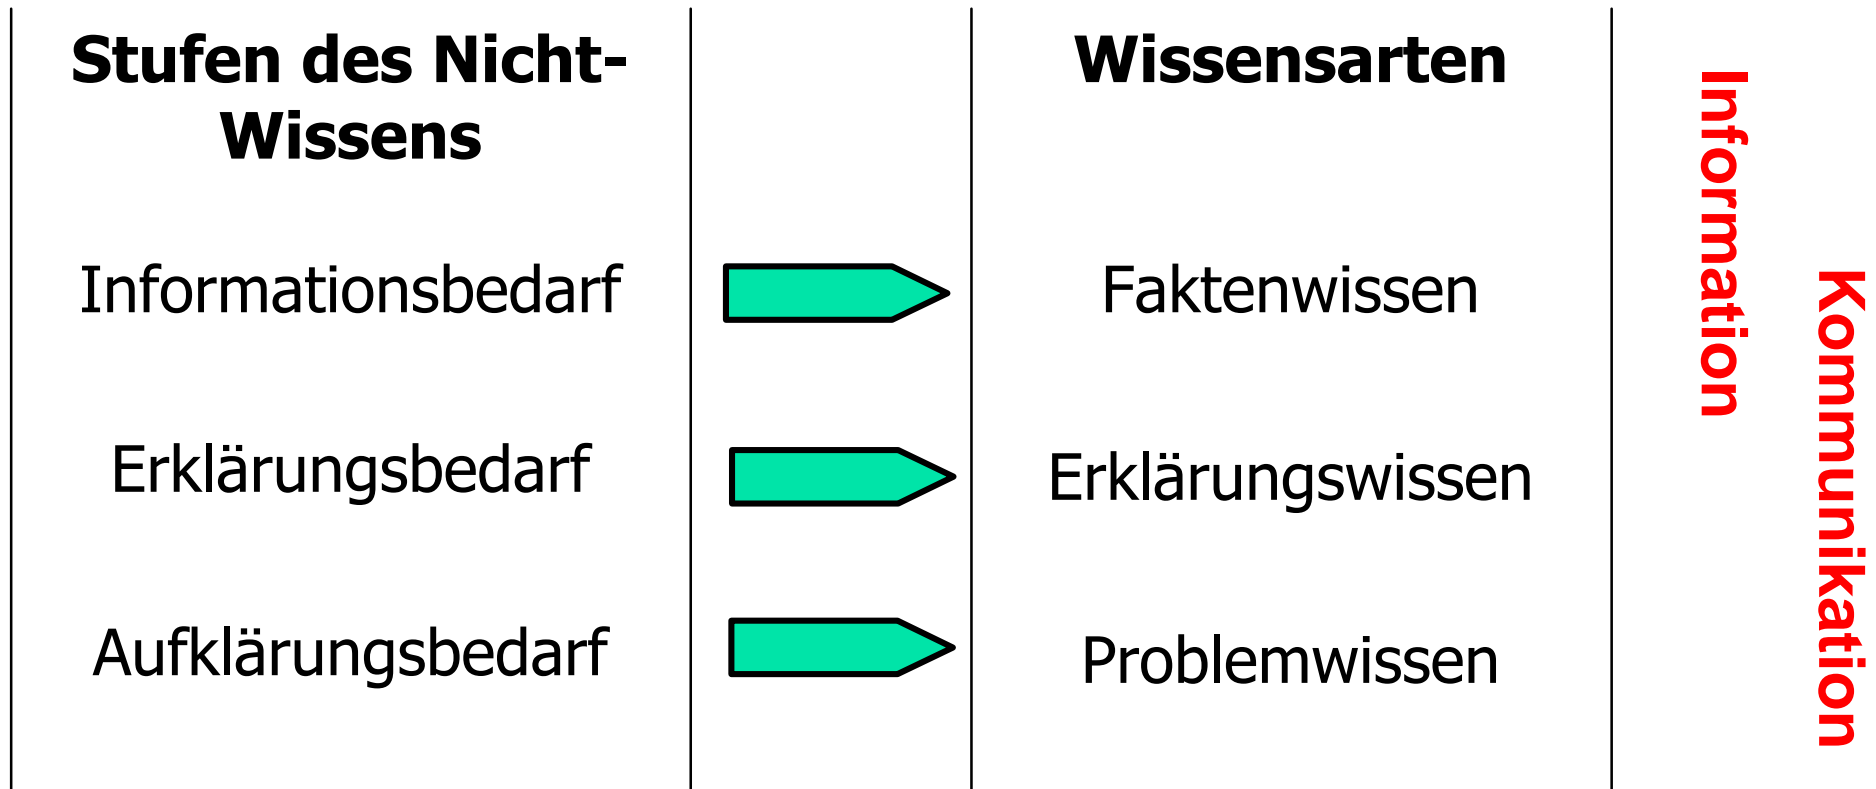 Stufen des Nicht-
Wissens
Wissensarten
Informationsbedarf
Faktenwissen
Erklärungsbedarf
Erklärungswissen
Aufklärungsbedarf
Problemwissen
Information
Kommunikation